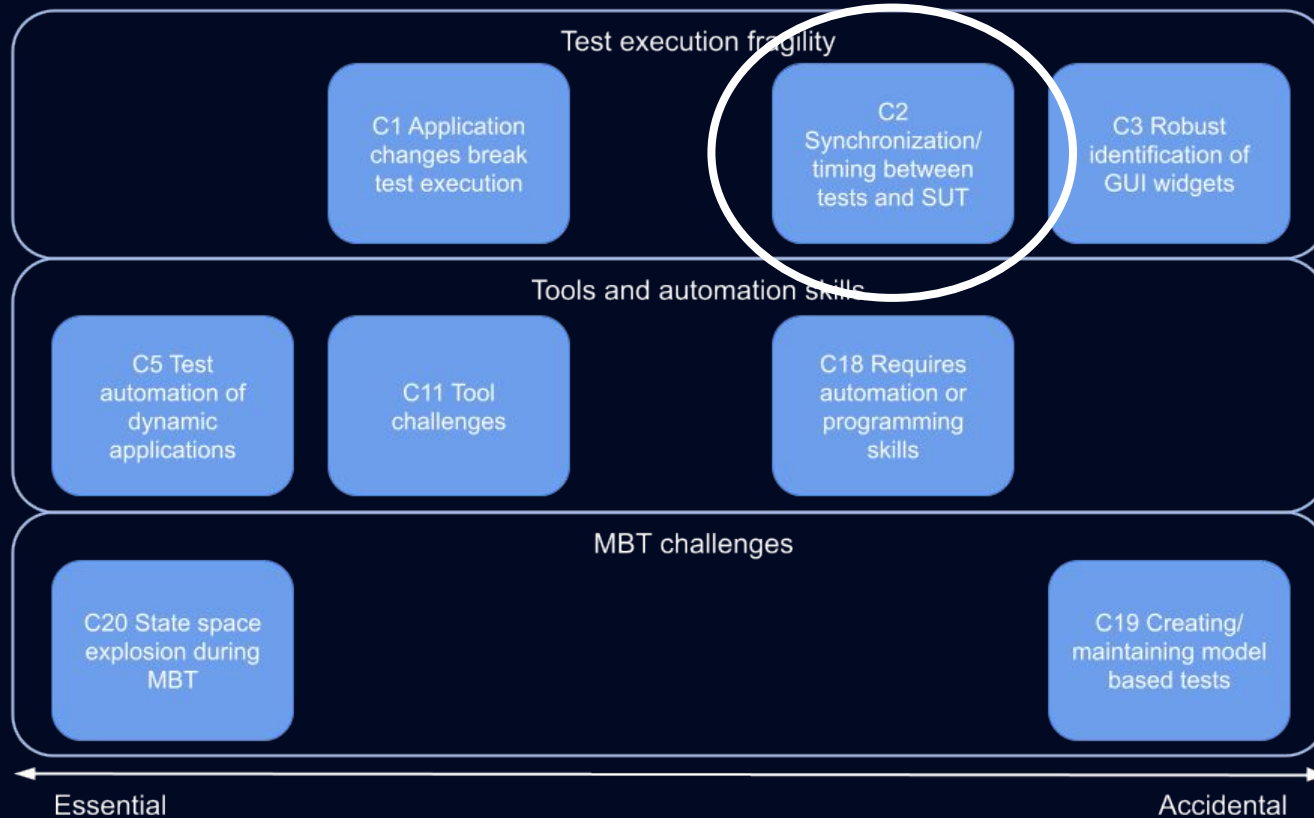 Test execution fragility
C1 Application
changes break
test execution
C2
Synchronization/
timing between
tests and SUT
C3 Robust
identification of
GUI widgets
Tools and automation skills
C5 Test
automation of
dynamic
applications
C11 Tool
challenges
C18 Requires
automation or
programming
skills
MBT challenges
C20 State space
explosion during
MBT
C19 Creating/
maintaining model
based tests
Essential
Accidental